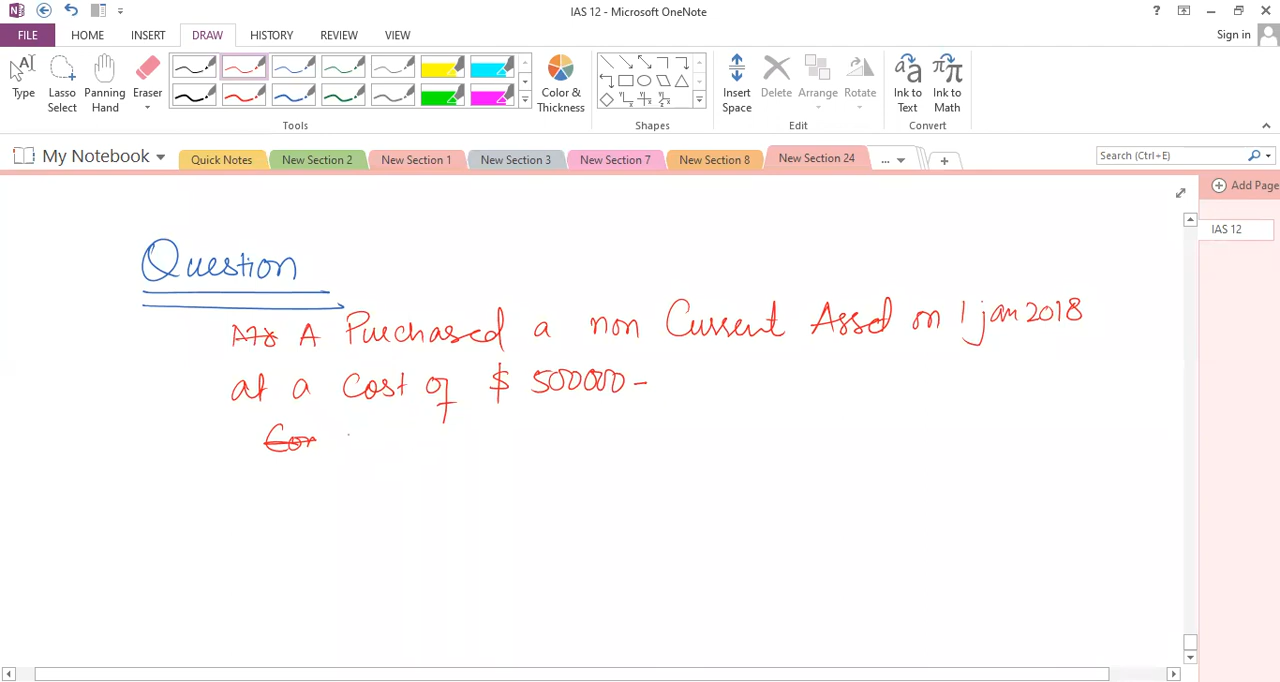 IAS 12 - Microsoft OneNote
FILE HOME INSERT DRAW HISTORY REVIEW VIEW Sign in
Type Lasso Select Panning Hand Eraser Color & Thickness Insert Space Delete Arrange Rotate Ink to Text Ink to Math
Tools Shapes Edit Convert
My Notebook Quick Notes New Section 2 New Section 1 New Section 3 New Section 7 New Section 8 New Section 24 ... Search (Ctrl+E)
Add Page
IAS 12
Question
A Purchased a non Current Asset on 1 jan 2018
at a Cost of $ 500000 -